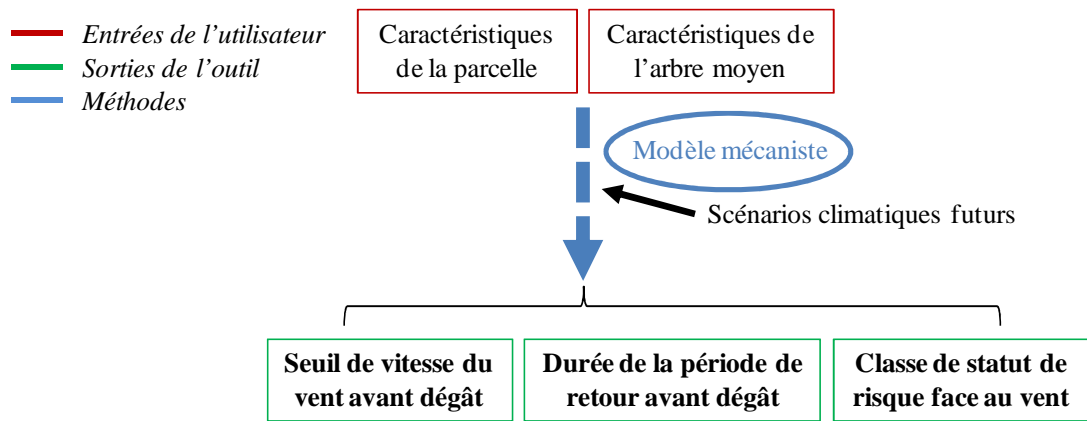 Entrées de l’utilisateur
Sorties de l’outil
Méthodes
Caractéristiques
de la parcelle
Caractéristiques de
l’arbre moyen
Modèle mécaniste
Scénarios climatiques futurs
Seuil de vitesse du
vent avant dégât
Durée de la période de
retour avant dégât
Classe de statut de
risque face au vent